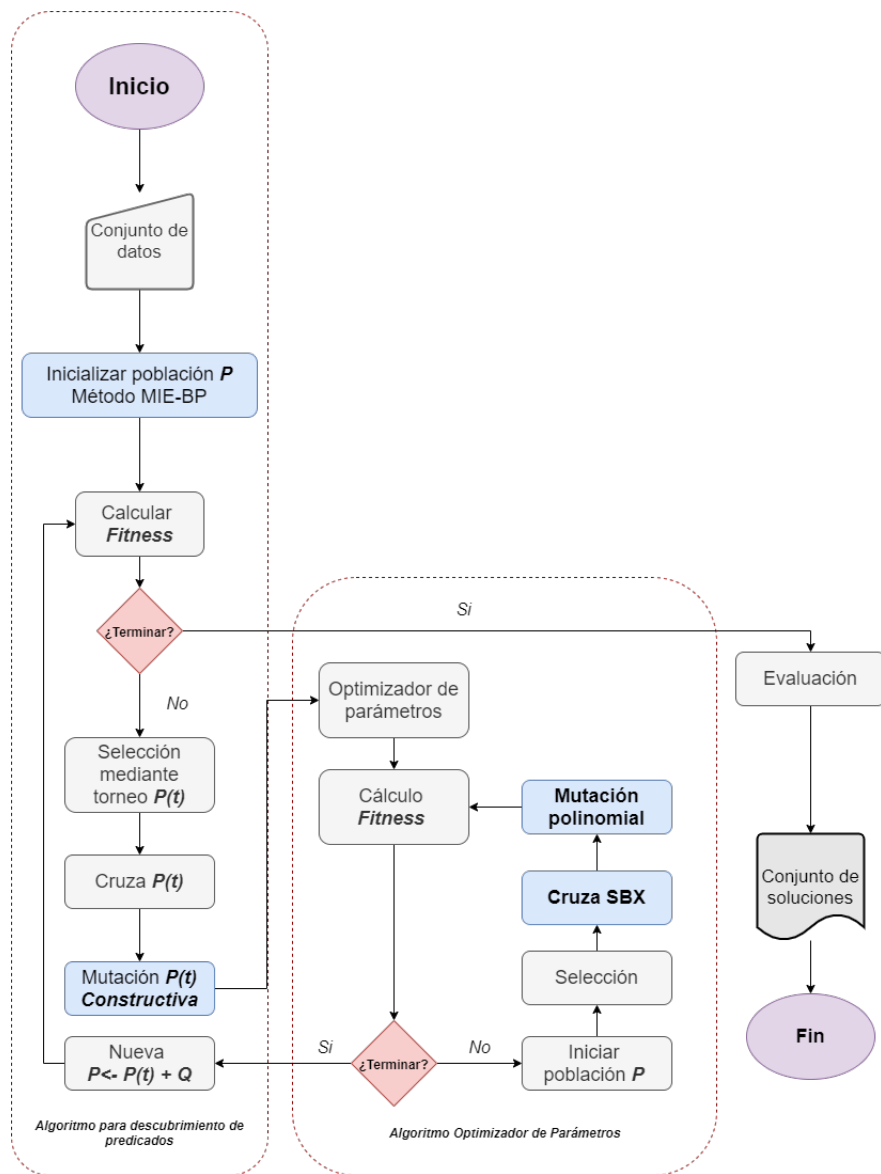 Inicio
Conjunto de
datos
Inicializar población P
Método MIE-BP
Calcular
Fitness
¿Terminar?
Si
No
Selección
mediante
torneo P(t)
Cruza P(t)
Mutación P(t)
Constructiva
Nueva
P<- P(t) + Q
Algoritmo para descubrimiento de
predicados
Optimizador de
parámetros
Cálculo
Fitness
Mutación
polinomial
Cruza SBX
Selección
Iniciar
población P
¿Terminar?
Si
No
Algoritmo Optimizador de Parámetros
Evaluación
Conjunto de
soluciones
Fin